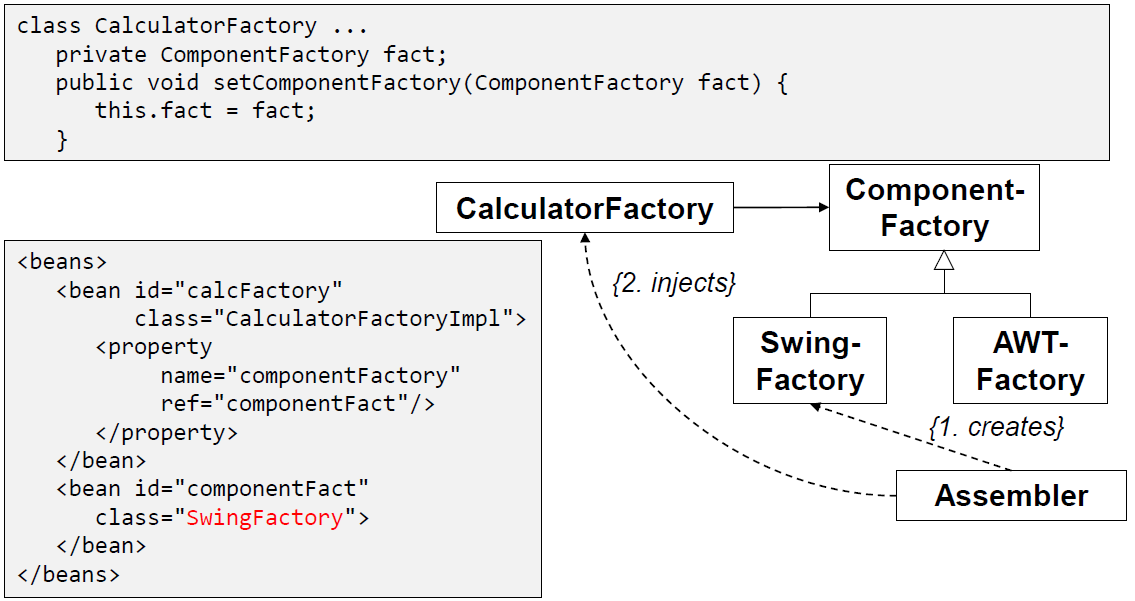 class CalculatorFactory ...
   private ComponentFactory fact;
   public void setComponentFactory(ComponentFactory fact) {
      this.fact = fact;
   }
CalculatorFactory
Component-
Factory
{2. injects}
Swing-
Factory
AWT-
Factory
{1. creates}
Assembler
<beans>
   <bean id="calcFactory"
         class="CalculatorFactoryImpl">
      <property
           name="componentFactory"
           ref="componentFact"/>
      </property>
   </bean>
   <bean id="componentFact"
      class="SwingFactory">
   </bean>
</beans>